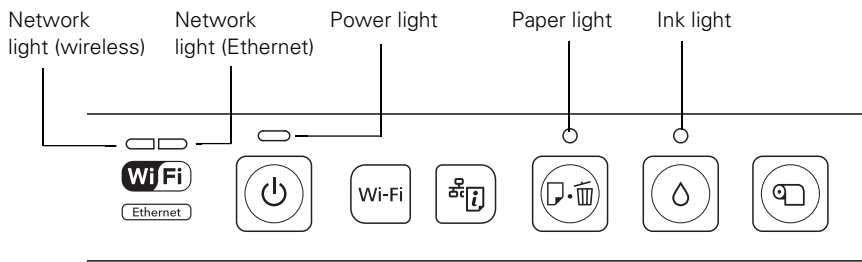 Network
light (wireless)
Network
light (Ethernet)
Power light
Paper light
Ink light
Wi Fi
Ethernet
Wi-Fi
i